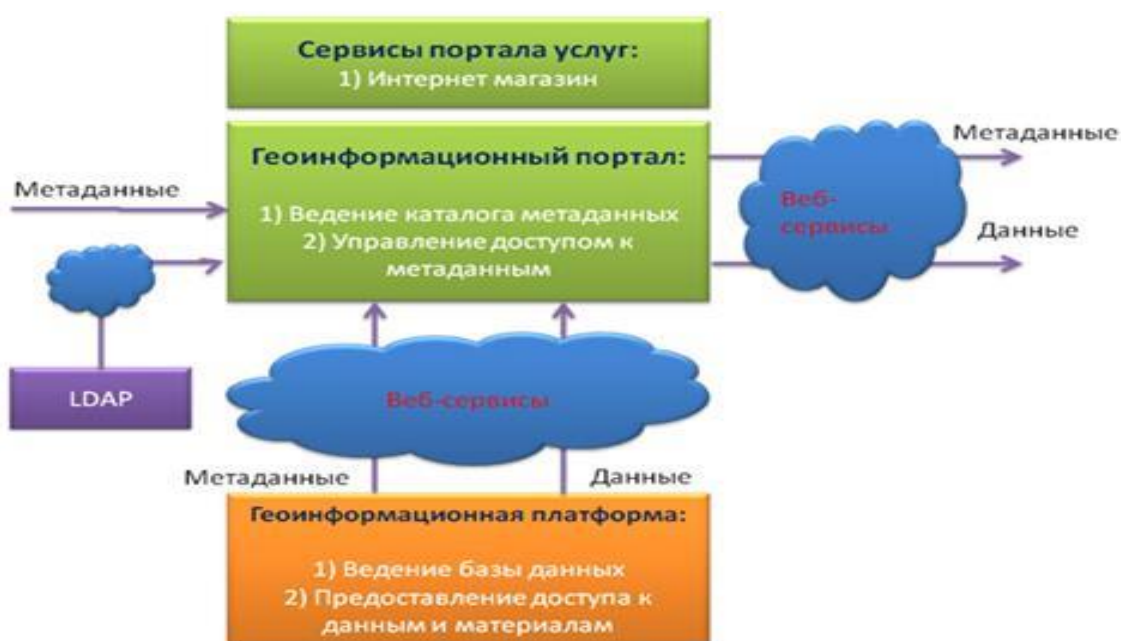 Сервисы портала услуг:
1) Интернет магазин
Геоинформационный портал:
1) Ведение каталога метаданных
2) Управление доступом к
метаданным
Метаданные
LDAP
Веб-
сервисы
Метаданные
Данные
Веб-сервисы
Метаданные
Данные
Геоинформационная платформа:
1) Ведение базы данных
2) Предоставление доступа к
данным и материалам